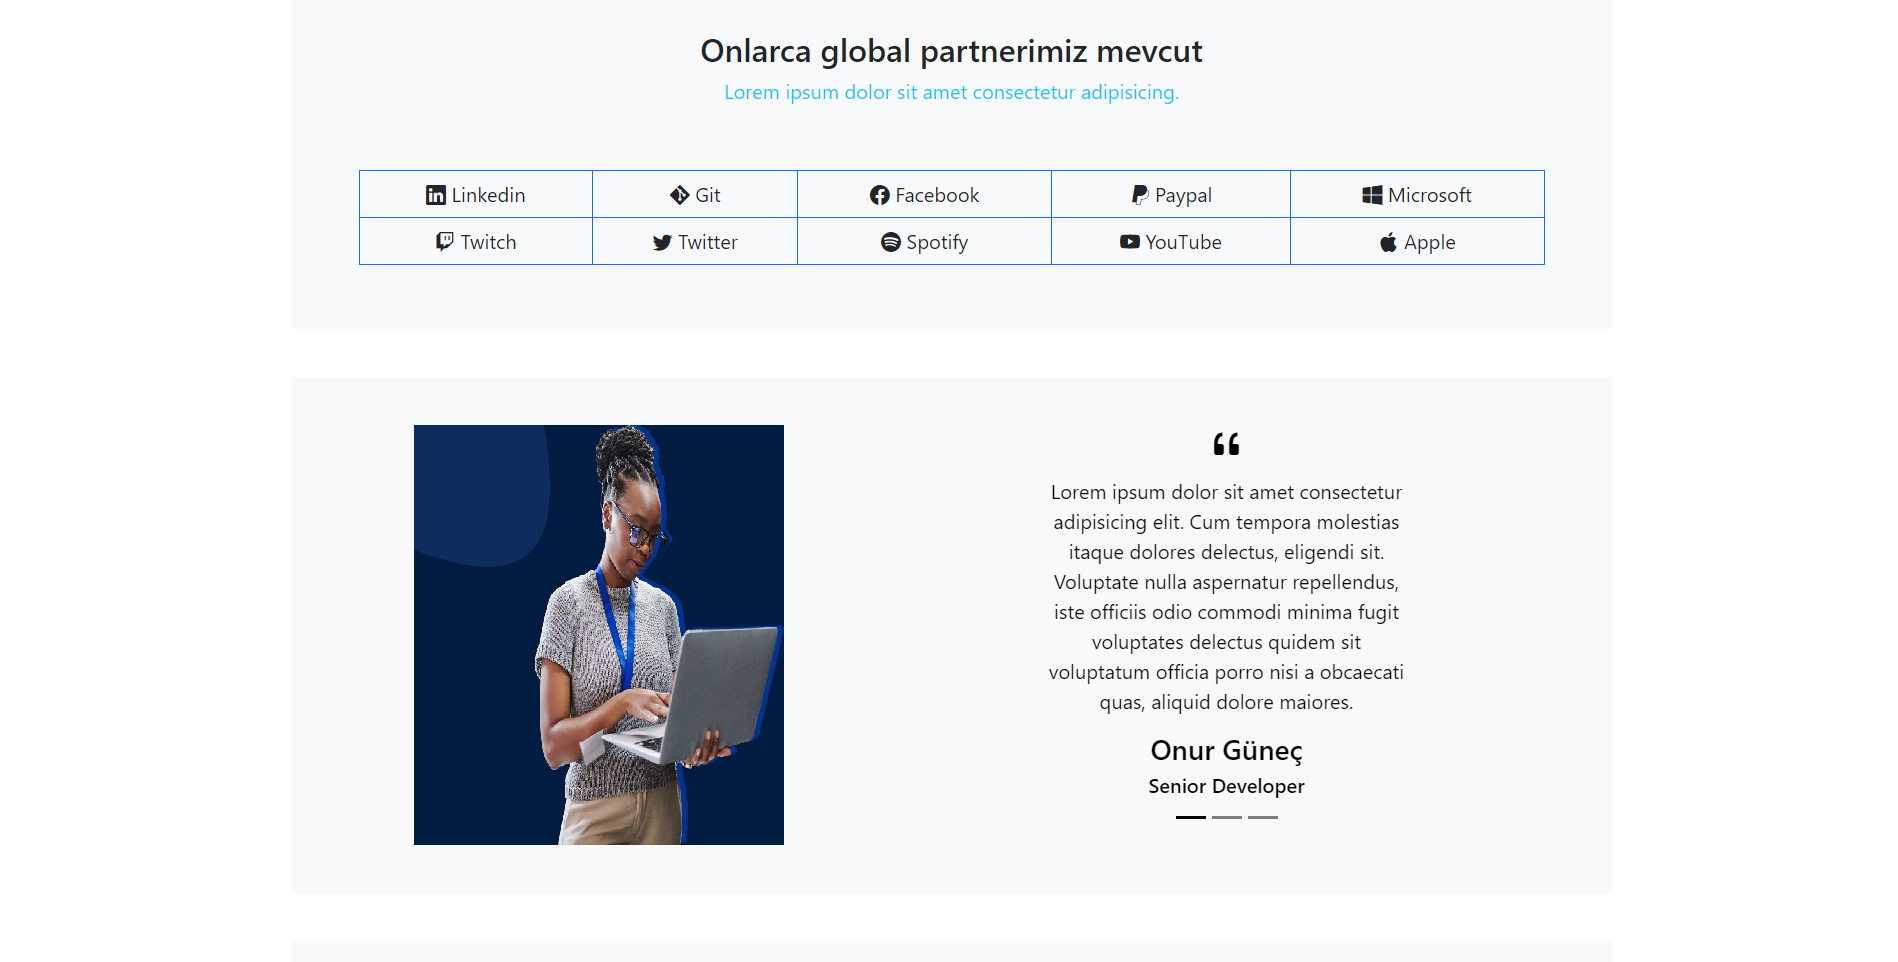 Onlarca global partnerimiz mevcut
Lorem ipsum dolor sit amet consectetur adipisicing.
Linkedin Git Facebook Paypal Microsoft
Twitch Twitter Spotify YouTube Apple
Lorem ipsum dolor sit amet consectetur
adipisicing elit. Cum tempora molestias
itaque dolores delectus, eligendi sit.
Voluptate nulla aspernatur repellendus,
iste officiis odio commodi minima fugit
voluptates delectus quidem sit
voluptatum officia porro nisi a obcaecati
quas, aliquid dolore maiores.
Onur Güneç
Senior Developer